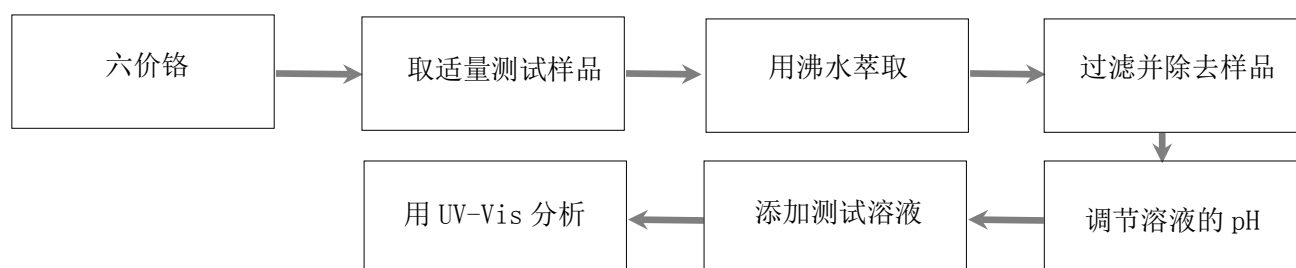 六价铬
取适量测试样品
用沸水萃取
过滤并除去样品
调节溶液的 pH
添加测试溶液
用 UV-Vis 分析